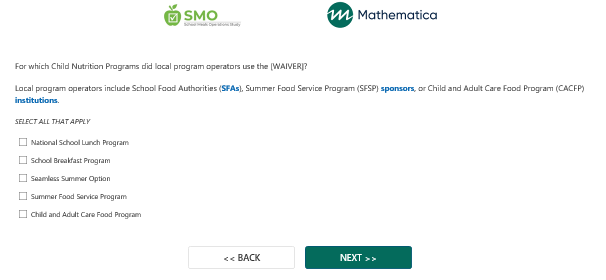 SMO
School Meals Operations Study
Mathematica
For which Child Nutrition Programs did local program operators use the [WAIVER]?
Local program operators include School Food Authorities (SFAs), Summer Food Service Program (SFSP) sponsors, or Child and Adult Care Food Program (CACFP)
institutions.
SELECT ALL THAT APPLY
National School Lunch Program
School Breakfast Program
Seamless Summer Option
Summer Food Service Program
Child and Adult Care Food Program
<< BACK
NEXT >>